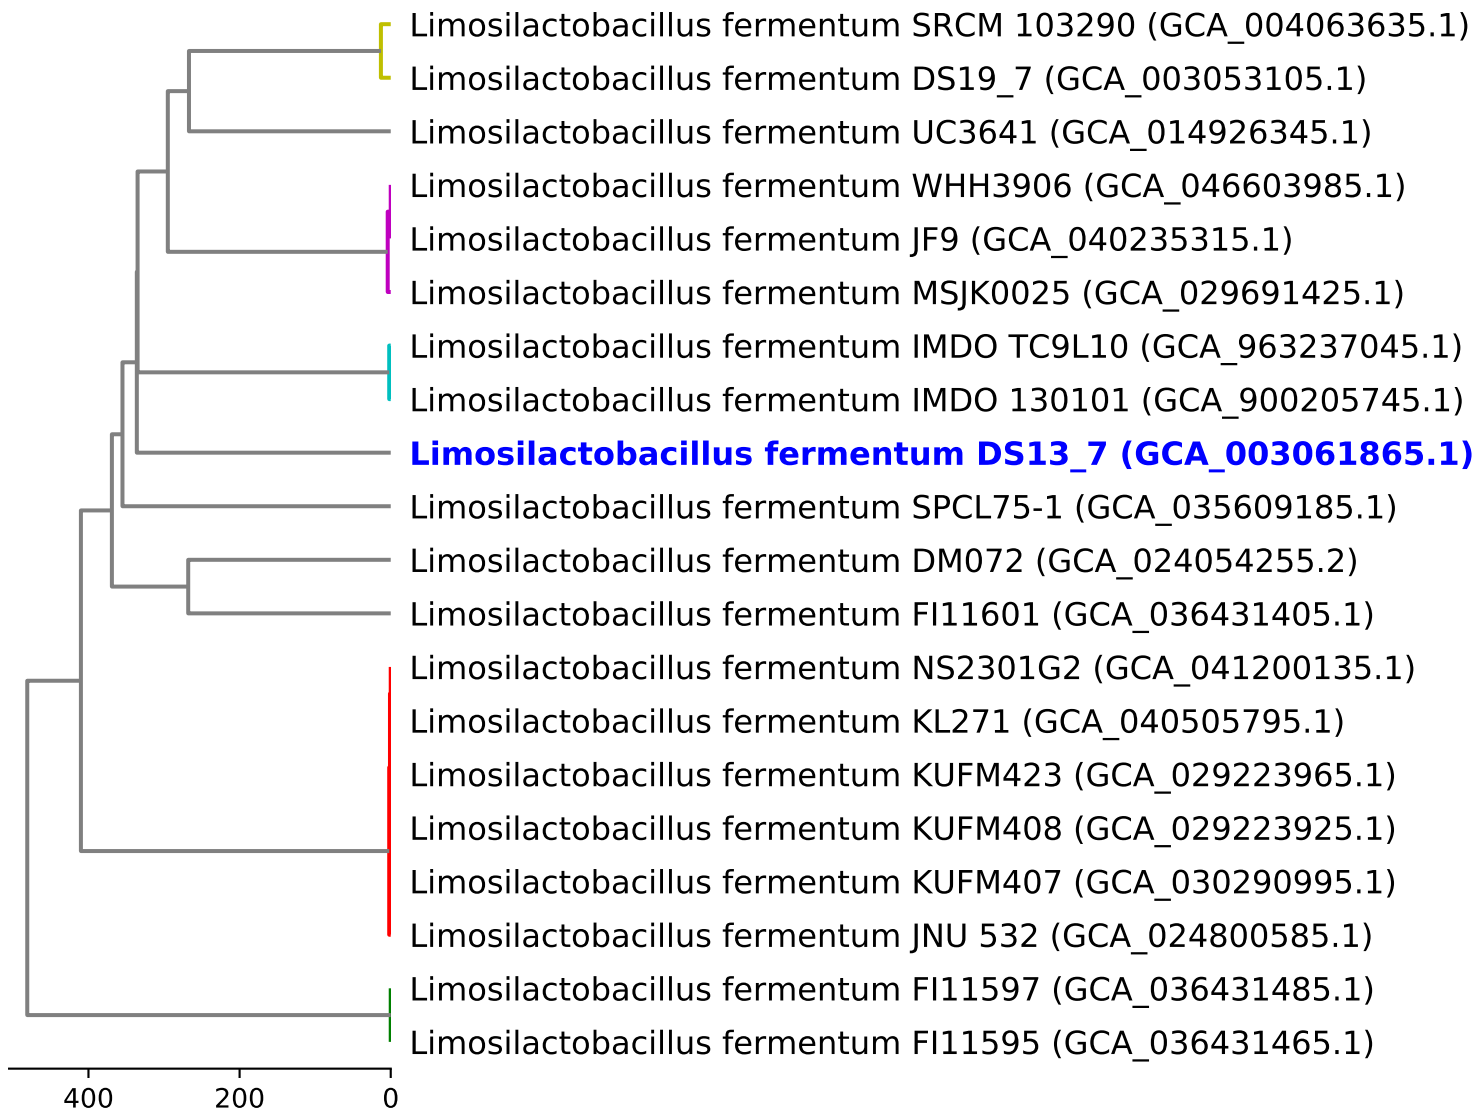 Limosilactobacillus fermentum SRCM 103290 (GCA_004063635.1)
Limosilactobacillus fermentum DS19_7 (GCA_003053105.1)
Limosilactobacillus fermentum UC3641 (GCA_014926345.1)
Limosilactobacillus fermentum WHH3906 (GCA_046603985.1)
Limosilactobacillus fermentum JF9 (GCA_040235315.1)
Limosilactobacillus fermentum MSJK0025 (GCA_029691425.1)
Limosilactobacillus fermentum IMDO TC9L10 (GCA_963237045.1)
Limosilactobacillus fermentum IMDO 130101 (GCA_900205745.1)
Limosilactobacillus fermentum DS13_7 (GCA_003061865.1)
Limosilactobacillus fermentum SPCL75-1 (GCA_035609185.1)
Limosilactobacillus fermentum DM072 (GCA_024054255.2)
Limosilactobacillus fermentum FI11601 (GCA_036431405.1)
Limosilactobacillus fermentum NS2301G2 (GCA_041200135.1)
Limosilactobacillus fermentum KL271 (GCA_040505795.1)
Limosilactobacillus fermentum KUFM423 (GCA_029223965.1)
Limosilactobacillus fermentum KUFM408 (GCA_029223925.1)
Limosilactobacillus fermentum KUFM407 (GCA_030290995.1)
Limosilactobacillus fermentum JNU 532 (GCA_024800585.1)
Limosilactobacillus fermentum FI11597 (GCA_036431485.1)
Limosilactobacillus fermentum FI11595 (GCA_036431465.1)
400 200 0